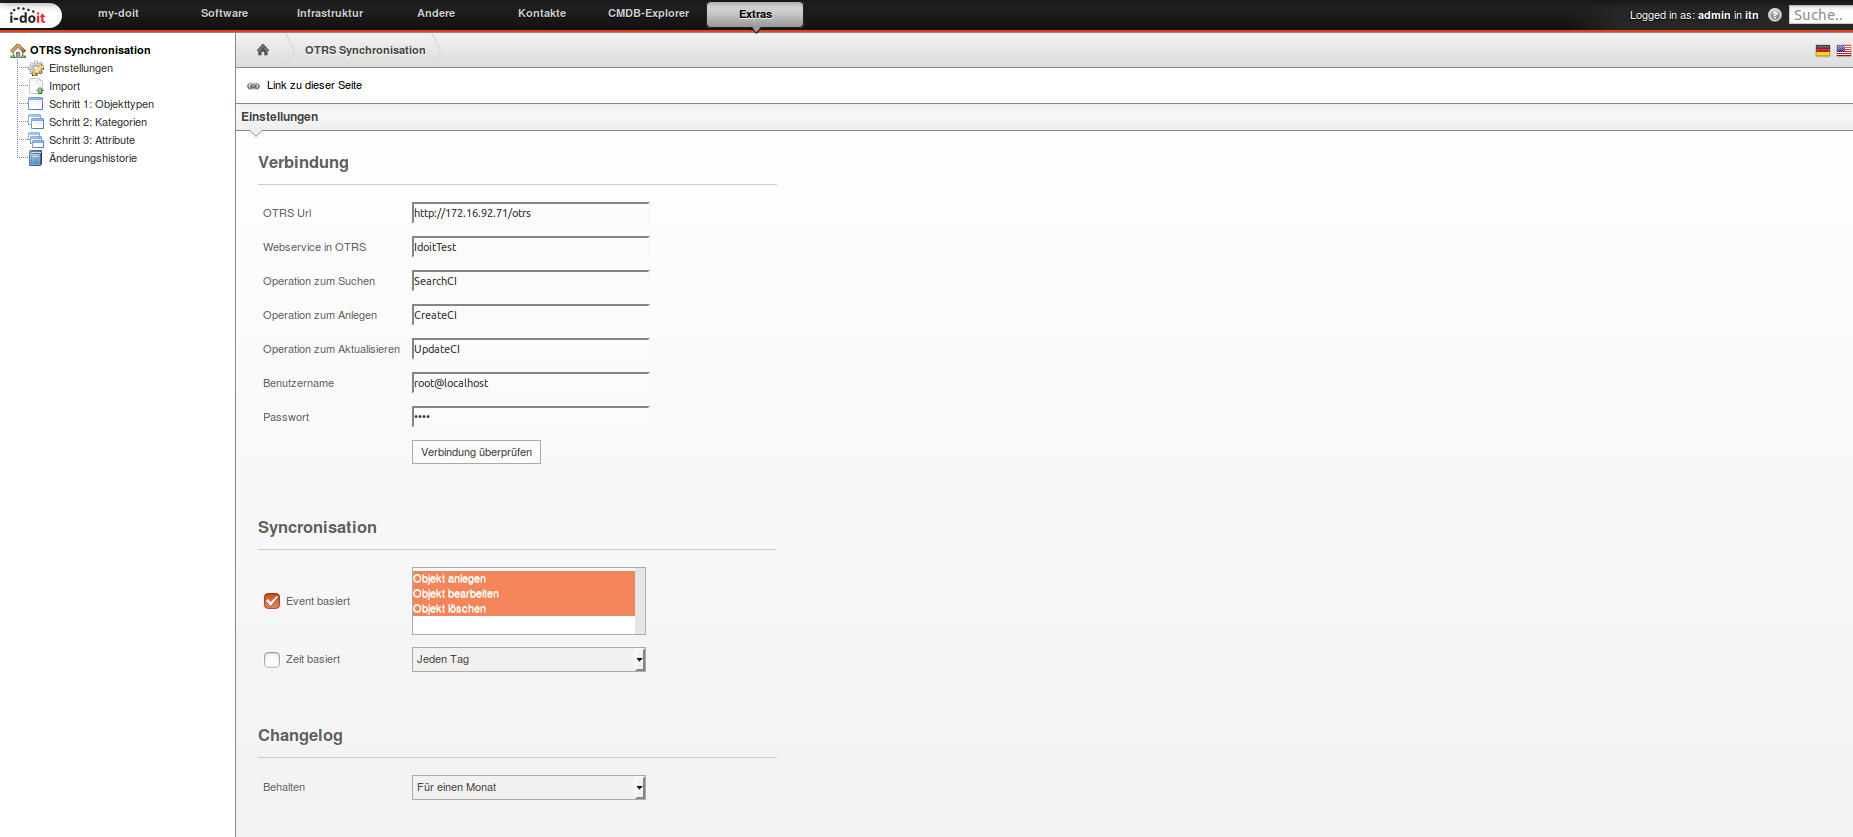 i-doit my-doit Software Infrastruktur Andere Kontakte CMDB-Explorer Extras Logged in as: admin in itn ? Suche..
OTRS Synchronisation
Einstellungen
Import
Schritt 1: Objekttypen
Schritt 2: Kategorien
Schritt 3: Attribute
Änderungshistorie
OTRS Synchronisation
Link zu dieser Seite
Einstellungen
Verbindung
OTRS Url http://172.16.92.71/otrs
Webservice in OTRS IdoitTest
Operation zum Suchen SearchCI
Operation zum Anlegen CreateCI
Operation zum Aktualisieren UpdateCI
Benutzername root@localhost
Passwort ••••
Verbindung überprüfen
Syncronisation
Event basiert
Objekt anlegen
Objekt bearbeiten
Objekt löschen
Zeit basiert Jeden Tag
Changelog
Behalten Für einen Monat